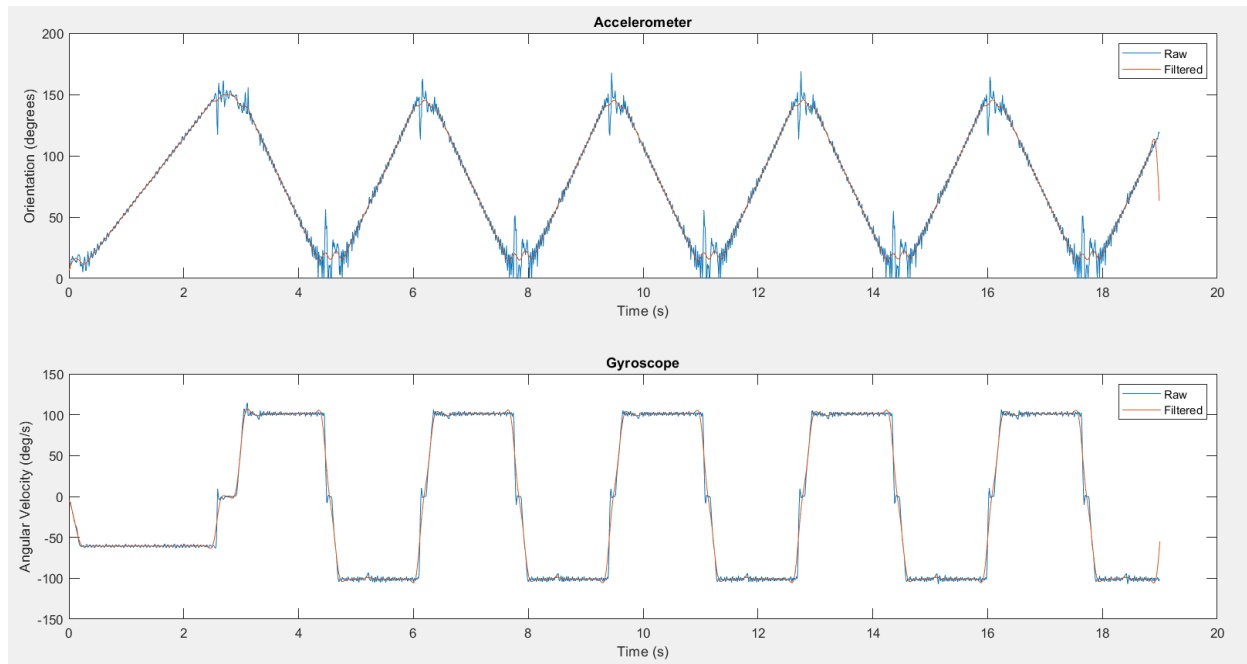 Accelerometer
200
150
100
50
0
Orientation (degrees)
Raw
Filtered
0 2 4 6 8 10 12 14 16 18 20
Time (s)
Gyroscope
150
100
50
0
-50
-100
-150
Angular Velocity (deg/s)
Raw
Filtered
0 2 4 6 8 10 12 14 16 18 20
Time (s)